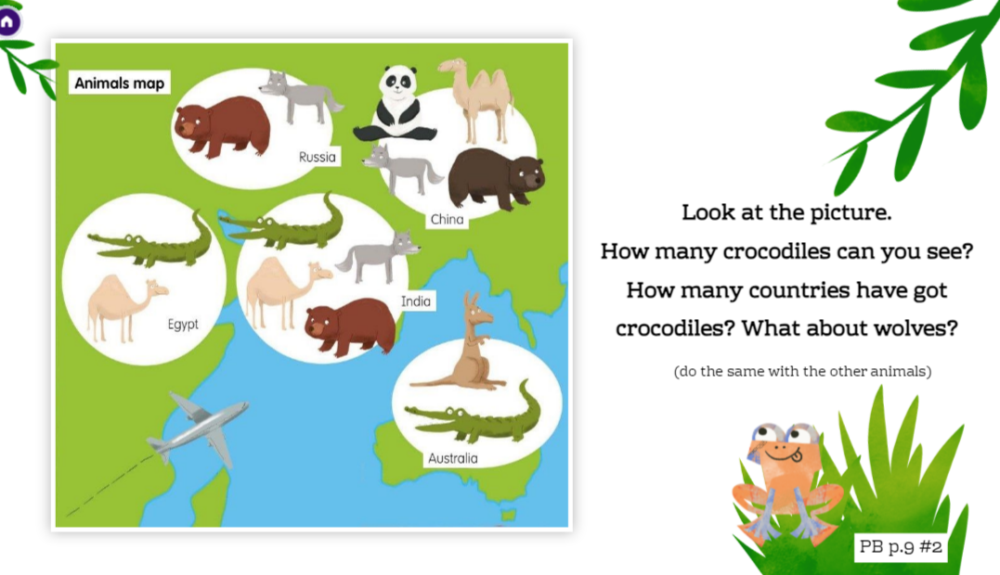 Animals map
Russia
China
India
Egypt
Australia
Look at the picture.
How many crocodiles can you see?
How many countries have got
crocodiles? What about wolves?
(do the same with the other animals)
PB p.9 #2